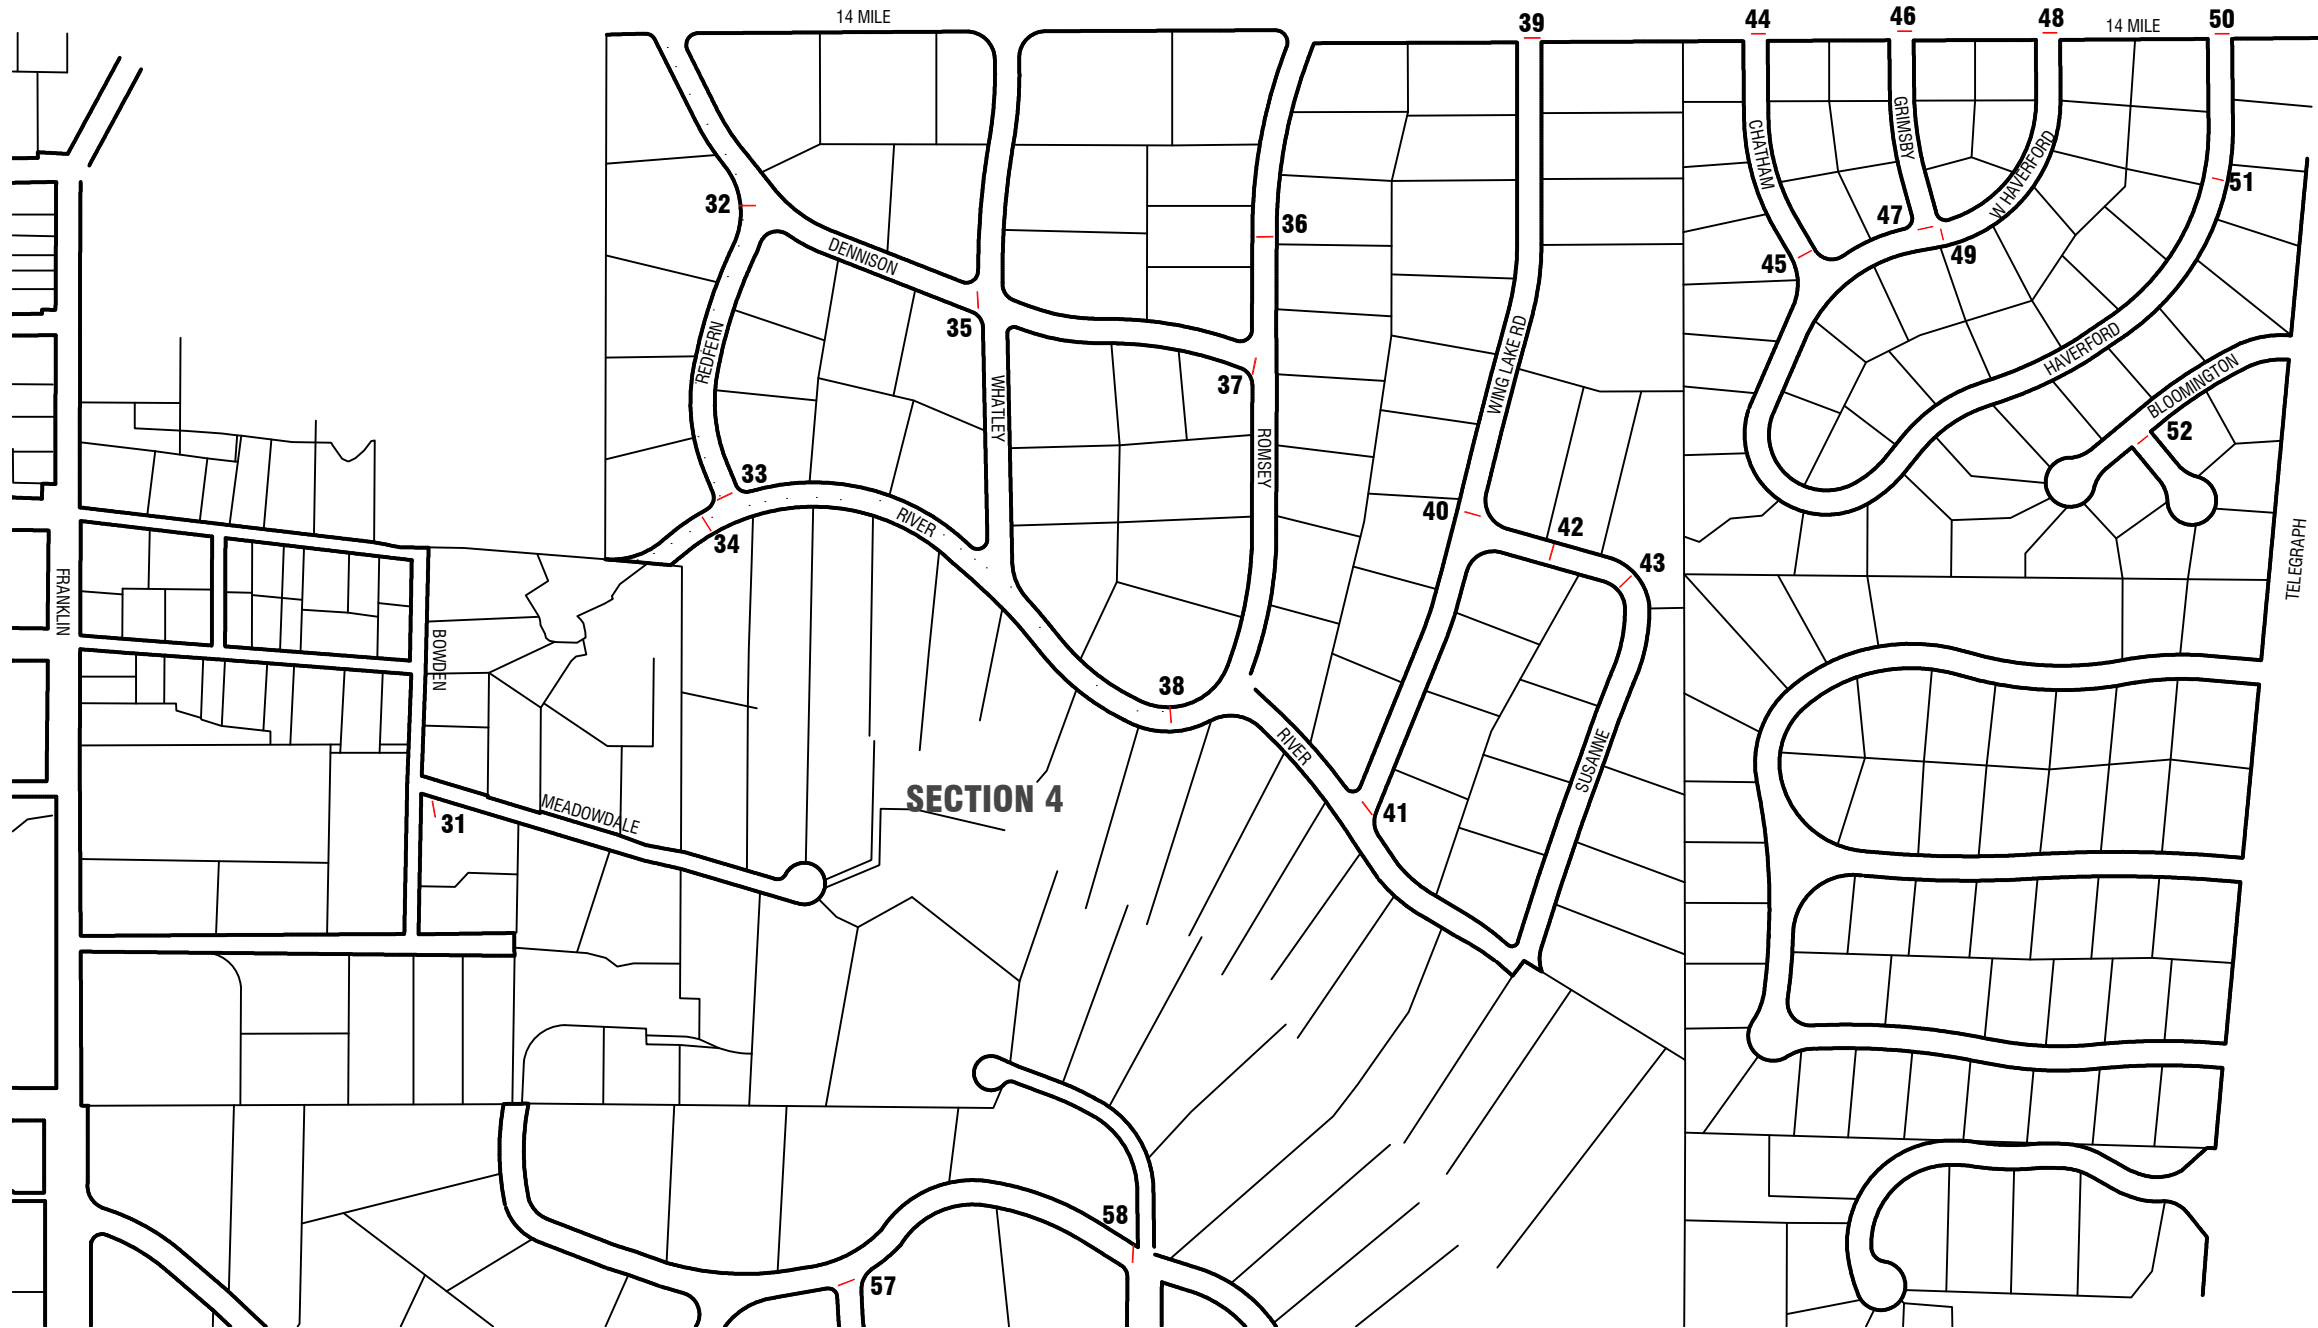 14 MILE
39
44
46
48
14 MILE
50
GRIMSBY
CHATHAM
W HAVERFORD
51
32
47
36
45
49
DENNISON
35
REDFERN
WING LAKE RD
HAVERFORD
37
BLOOMINGTON
WHATLEY
52
ROMSEY
33
40
RIVER
42
34
43
TELEGRAPH
FRANKLIN
BOWDEN
38
RIVER
SUSANNE
SECTION 4
MEADOWDALE
41
31
58
57